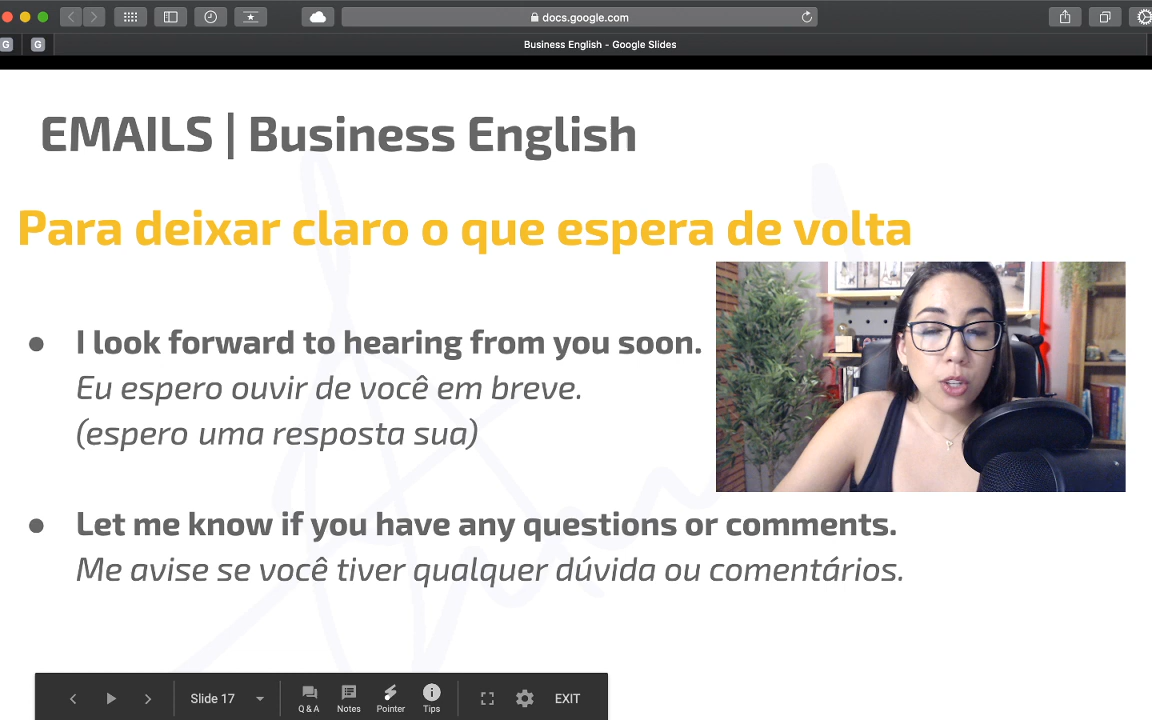 docs.google.com
G
G
Business English - Google Slides
EMAILS | Business English
Para deixar claro o que espera de volta
● I look forward to hearing from you soon.
Eu espero ouvir de você em breve.
(espero uma resposta sua)
● Let me know if you have any questions or comments.
Me avise se você tiver qualquer dúvida ou comentários.
Slide 17
Q & A
Notes
Pointer
Tips
EXIT